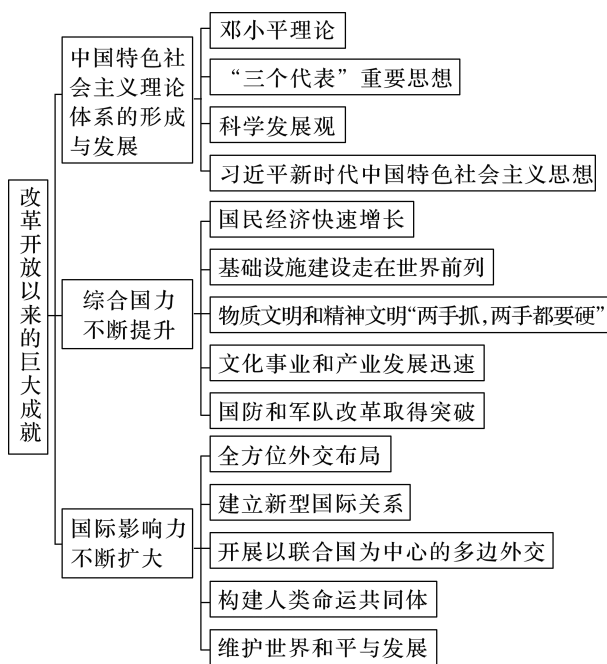 改革开放以来的巨大成就
中国特色社
会主义理论
体系的形成
与发展
邓小平理论
“三个代表”重要思想
科学发展观
习近平新时代中国特色社会主义思想
综合国力
不断提升
国民经济快速增长
基础设施建设走在世界前列
物质文明和精神文明“两手抓，两手都要硬”
文化事业和产业发展迅速
国防和军队改革取得突破
国际影响力
不断扩大
全方位外交布局
建立新型国际关系
开展以联合国为中心的多边外交
构建人类命运共同体
维护世界和平与发展